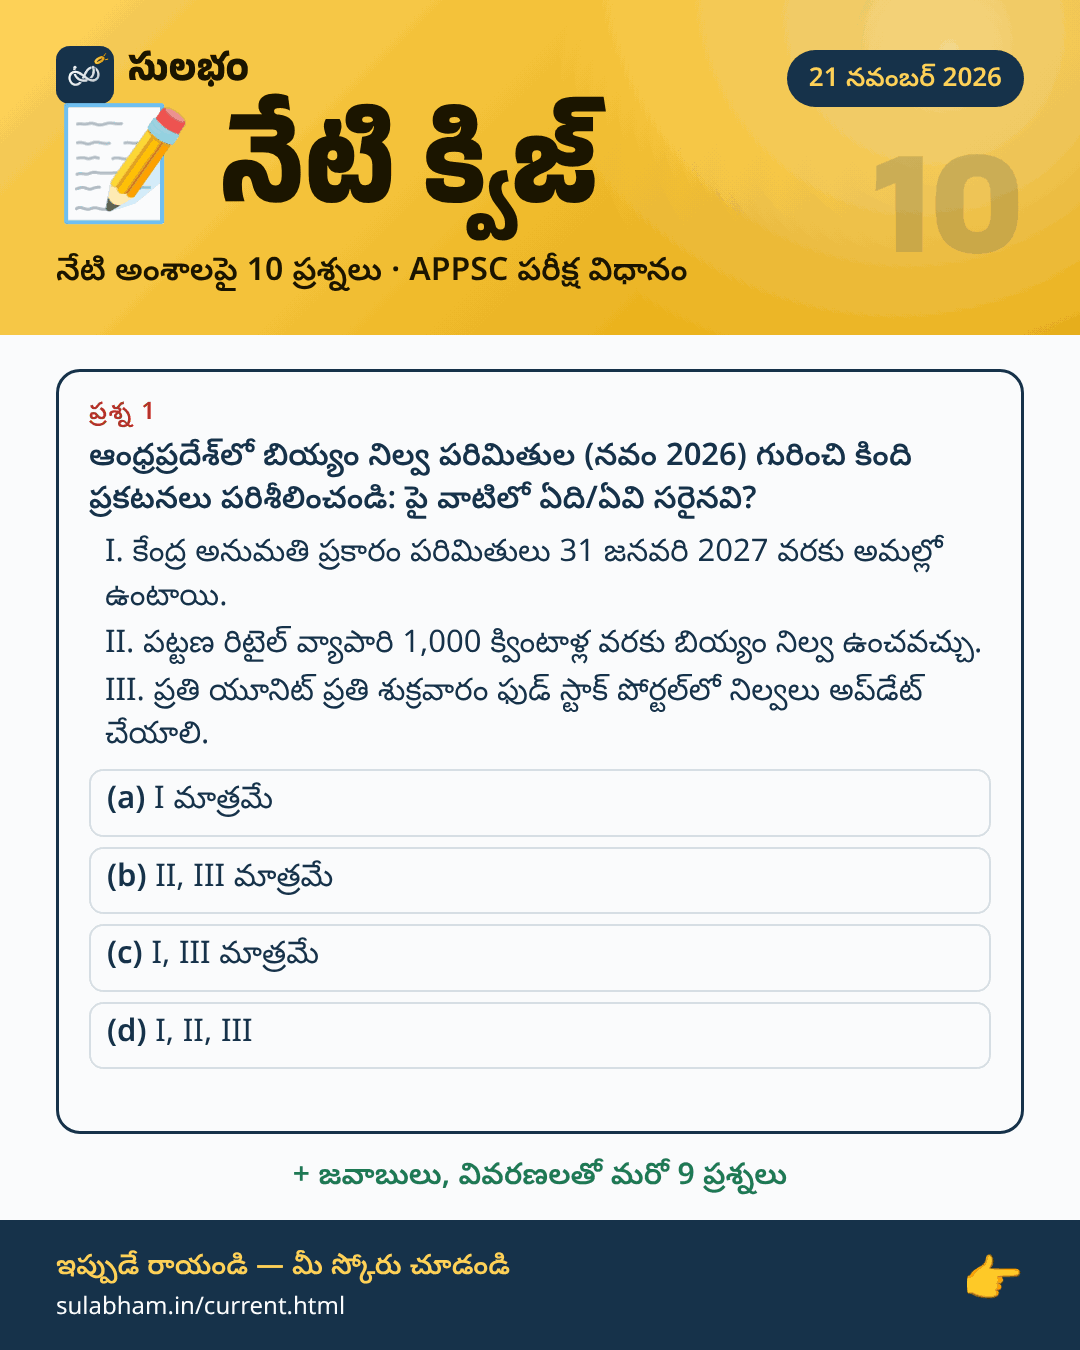 సులభం
21 నవంబర్ 2026
నేటి క్విజ్
10
నేటి అంశాలపై 10 ప్రశ్నలు · APPSC పరీక్ష విధానం
ప్రశ్న 1
ఆంధ్రప్రదేశ్‌లో బియ్యం నిల్వ పరిమితుల (నవం 2026) గురించి కింది
ప్రకటనలు పరిశీలించండి: పై వాటిలో ఏది/ఏవి సరైనవి?
I. కేంద్ర అనుమతి ప్రకారం పరిమితులు 31 జనవరి 2027 వరకు అమల్లో
ఉంటాయి.
II. పట్టణ రిటైల్ వ్యాపారి 1,000 క్వింటాళ్ల వరకు బియ్యం నిల్వ ఉంచవచ్చు.
III. ప్రతి యూనిట్ ప్రతి శుక్రవారం ఫుడ్ స్టాక్ పోర్టల్‌లో నిల్వలు అప్‌డేట్
చేయాలి.
(a) I మాత్రమే
(b) II, III మాత్రమే
(c) I, III మాత్రమే
(d) I, II, III
+ జవాబులు, వివరణలతో మరో 9 ప్రశ్నలు
ఇప్పుడే రాయండి — మీ స్కోరు చూడండి
sulabham.in/current.html